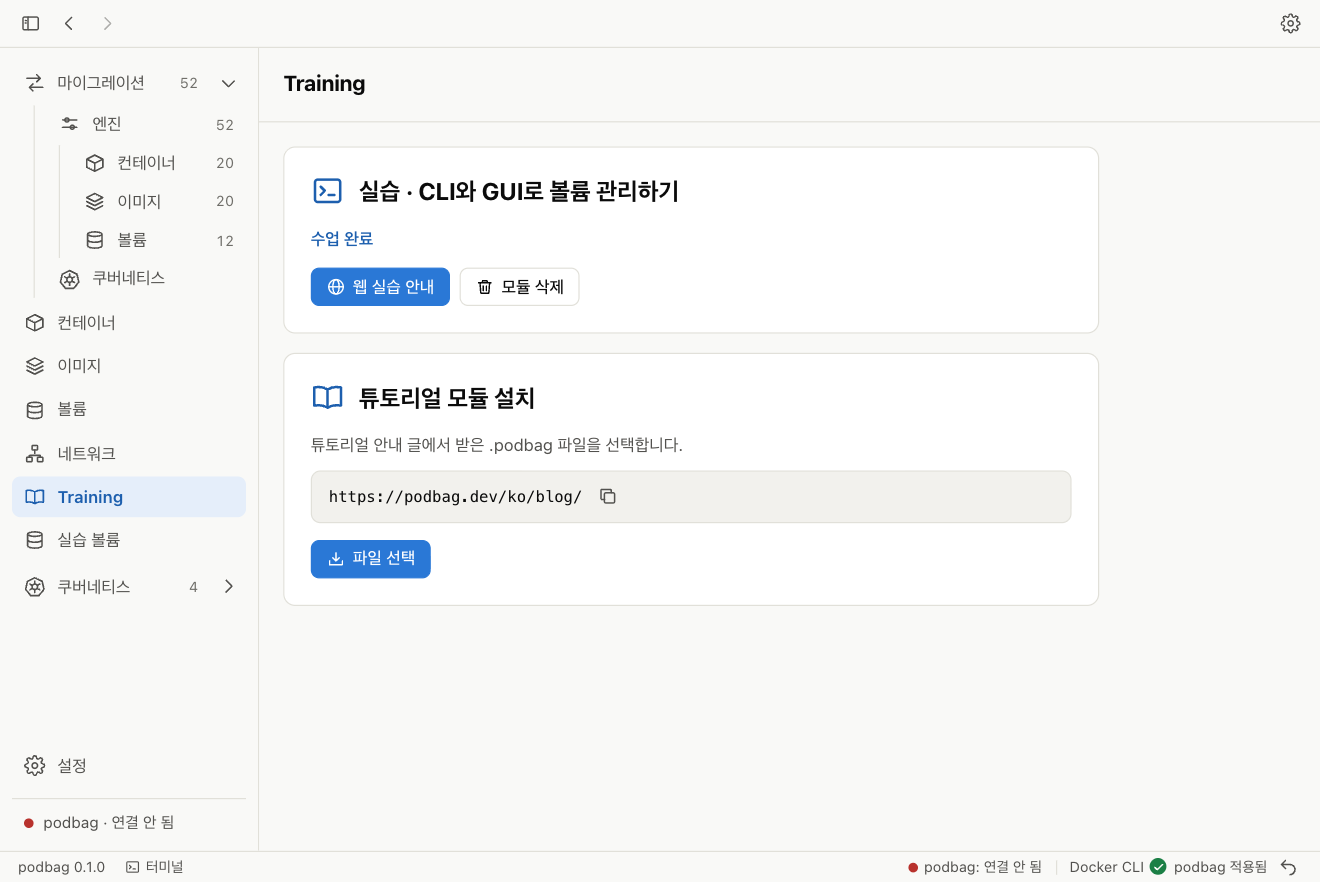 마이그레이션 52
엔진 52
컨테이너 20
이미지 20
볼륨 12
쿠버네티스
컨테이너
이미지
볼륨
네트워크
Training
실습 볼륨
쿠버네티스 4
설정
podbag · 연결 안 됨
Training
실습 · CLI와 GUI로 볼륨 관리하기
수업 완료
웹 실습 안내 모듈 삭제
튜토리얼 모듈 설치
튜토리얼 안내 글에서 받은 .podbag 파일을 선택합니다.
https://podbag.dev/ko/blog/
파일 선택
podbag 0.1.0 터미널 podbag: 연결 안 됨 Docker CLI podbag 적용됨